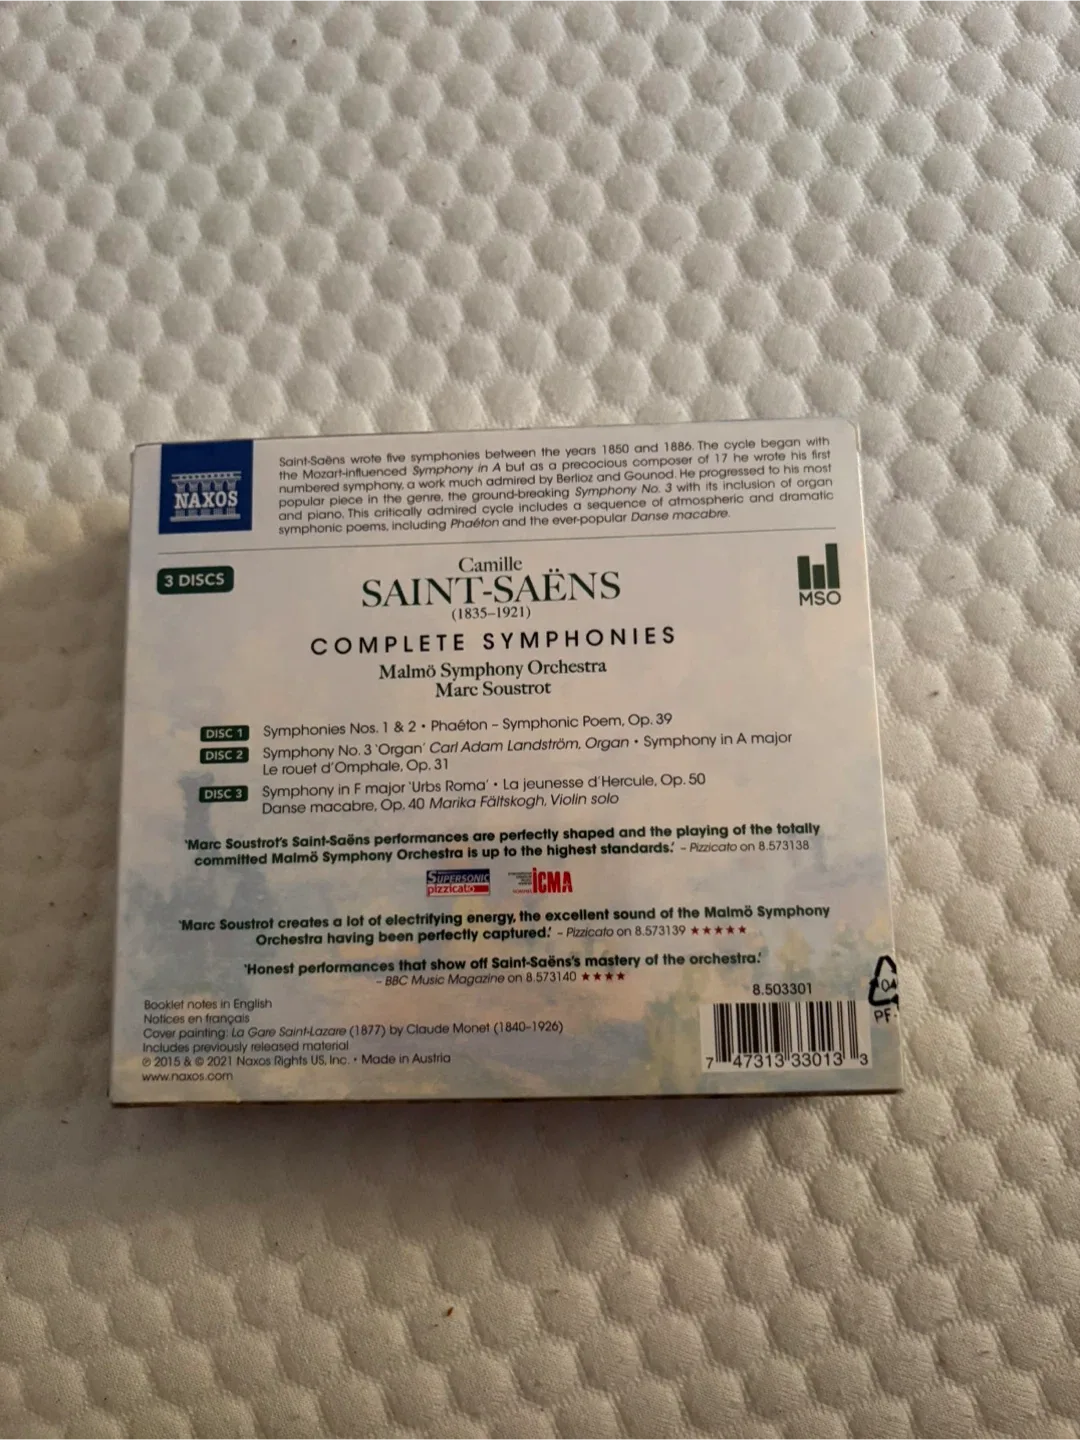 NAXOS
Saint-Saëns wrote five symphonies between the years 1850 and 1886. The cycle began with
the Mozart-influenced Symphony in A but as a precocious composer of 17 he wrote his first
numbered symphony, a work much admired by Berlioz and Gounod. He progressed to his most
popular piece in the genre, the ground-breaking Symphony No. 3 with its inclusion of organ
and piano. This critically admired cycle includes a sequence of atmospheric and dramatic
symphonic poems, including Phaéton and the ever-popular Danse macabre.
3 DISCS
Camille
SAINT-SAËNS
(1835–1921)
MSO
COMPLETE SYMPHONIES
Malmö Symphony Orchestra
Marc Soustrot
DISC 1 Symphonies Nos. 1 & 2 • Phaéton – Symphonic Poem, Op. 39
DISC 2 Symphony No. 3 'Organ' Carl Adam Landström, Organ • Symphony in A major
Le rouet d'Omphale, Op. 31
DISC 3 Symphony in F major 'Urbs Roma' • La jeunesse d'Hercule, Op. 50
Danse macabre, Op. 40 Marika Fältskogh, Violin solo
'Marc Soustrot's Saint-Saëns performances are perfectly shaped and the playing of the totally
committed Malmö Symphony Orchestra is up to the highest standards.' – Pizzicato on 8.573138
SUPERSONIC
pizzicato
ICMA
'Marc Soustrot creates a lot of electrifying energy, the excellent sound of the Malmö Symphony
Orchestra having been perfectly captured.' – Pizzicato on 8.573139 ★★★★★
'Honest performances that show off Saint-Saëns's mastery of the orchestra.'
– BBC Music Magazine on 8.573140 ★★★★
Booklet notes in English
Notices en français
Cover painting: La Gare Saint-Lazare (1877) by Claude Monet (1840–1926)
Includes previously released material
℗ 2015 & © 2021 Naxos Rights US, Inc. • Made in Austria
www.naxos.com
8.503301
7 47313 33013 3
04
PF